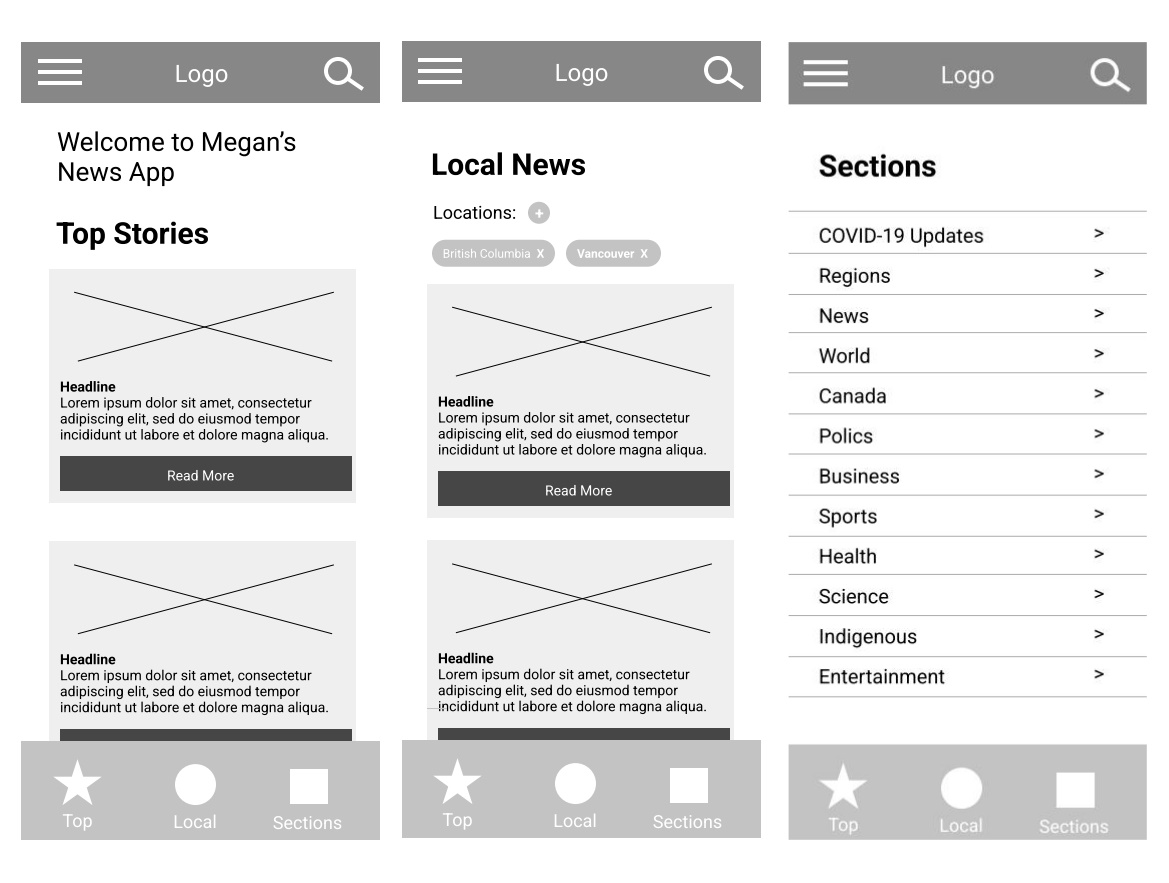 Logo
Welcome to Megan’s
News App
Top Stories
Headline
Lorem ipsum dolor sit amet, consectetur
adipiscing elit, sed do eiusmod tempor
incididunt ut labore et dolore magna aliqua.
Read More
Headline
Lorem ipsum dolor sit amet, consectetur
adipiscing elit, sed do eiusmod tempor
incididunt ut labore et dolore magna aliqua.
Top Local Sections
Logo
Local News
Locations: +
British Columbia X Vancouver X
Headline
Lorem ipsum dolor sit amet, consectetur
adipiscing elit, sed do eiusmod tempor
incididunt ut labore et dolore magna aliqua.
Read More
Headline
Lorem ipsum dolor sit amet, consectetur
adipiscing elit, sed do eiusmod tempor
incididunt ut labore et dolore magna aliqua.
Top Local Sections
Logo
Sections
COVID-19 Updates >
Regions >
News >
World >
Canada >
Polics >
Business >
Sports >
Health >
Science >
Indigenous >
Entertainment >
Top Local Sections